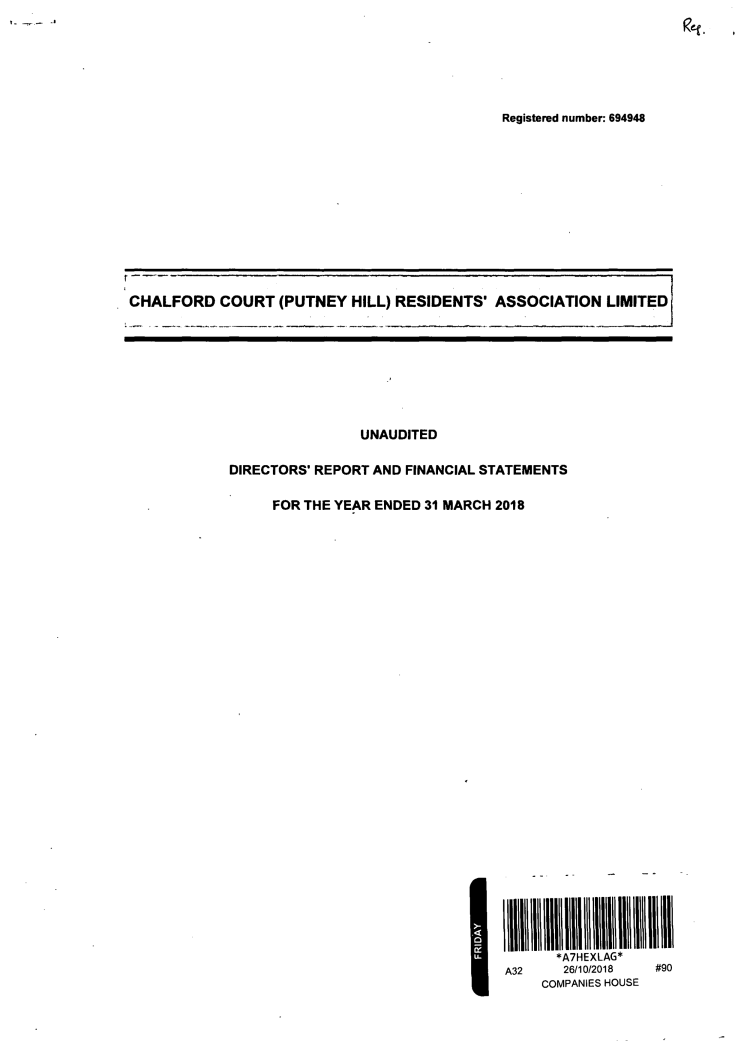 Reg.
Registered number: 694948
CHALFORD COURT (PUTNEY HILL) RESIDENTS' ASSOCIATION LIMITED
UNAUDITED
DIRECTORS' REPORT AND FINANCIAL STATEMENTS
FOR THE YEAR ENDED 31 MARCH 2018
FRIDAY
*A7HEXLAG*
A32 26/10/2018 #90
COMPANIES HOUSE